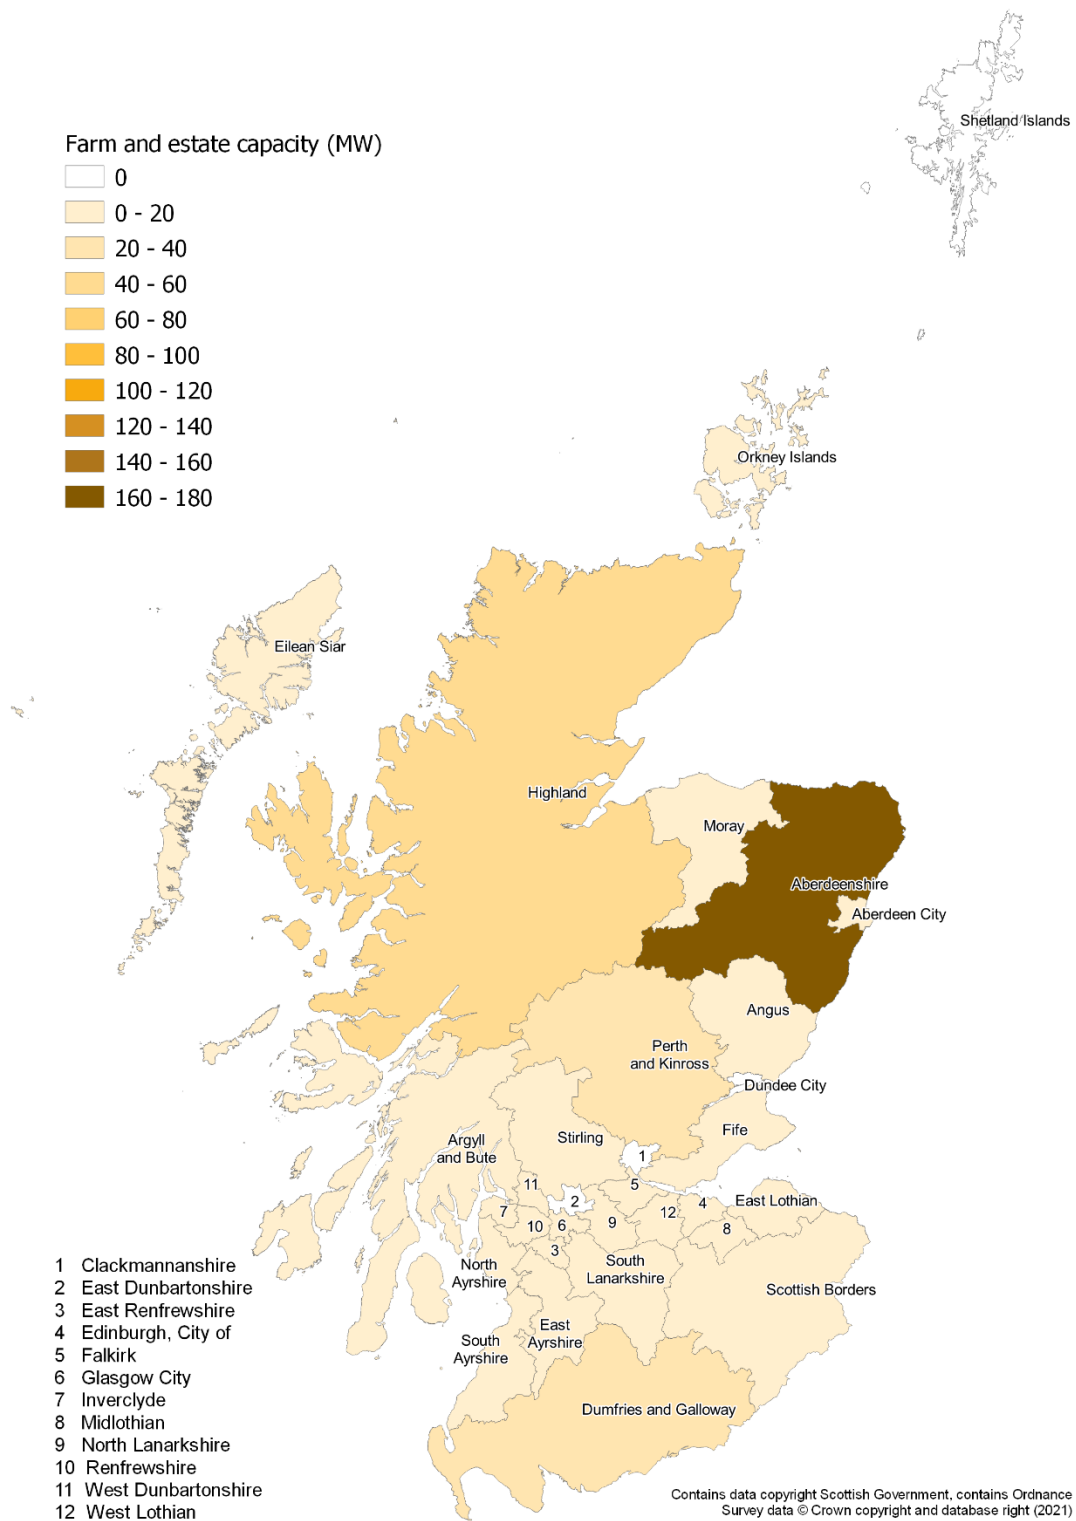 Shetland Islands
Farm and estate capacity (MW)
0
0 - 20
20 - 40
40 - 60
60 - 80
80 - 100
100 - 120
120 - 140
140 - 160
160 - 180
Orkney Islands
Eilean Siar
Highland
Moray
Aberdeenshire
Aberdeen City
Angus
Perth
and Kinross
Dundee City
Fife
Stirling
Argyll
and Bute
1
5
11
2
East Lothian
4
12
7
10
6
9
8
3
North
Ayrshire
South
Lanarkshire
Scottish Borders
East
Ayrshire
South
Ayrshire
Dumfries and Galloway
1 Clackmannanshire
2 East Dunbartonshire
3 East Renfrewshire
4 Edinburgh, City of
5 Falkirk
6 Glasgow City
7 Inverclyde
8 Midlothian
9 North Lanarkshire
10 Renfrewshire
11 West Dunbartonshire
12 West Lothian
Contains data copyright Scottish Government, contains Ordnance
Survey data © Crown copyright and database right (2021)